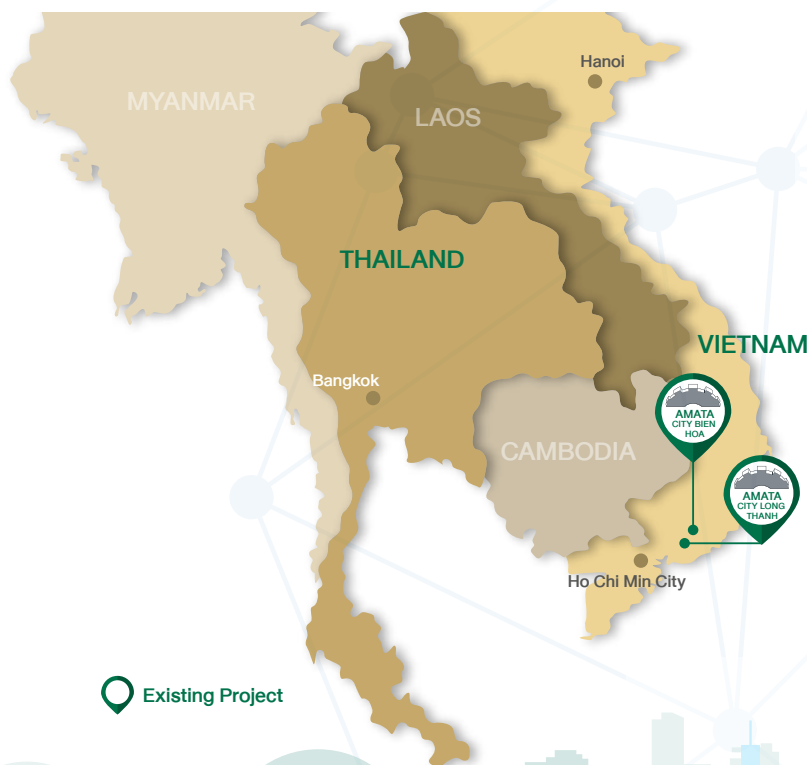 Hanoi
MYANMAR
LAOS
THAILAND
VIETNAM
Bangkok
AMATA
CITY BIEN
HOA
CAMBODIA
AMATA
CITY LONG
THANH
Ho Chi Min City
Existing Project